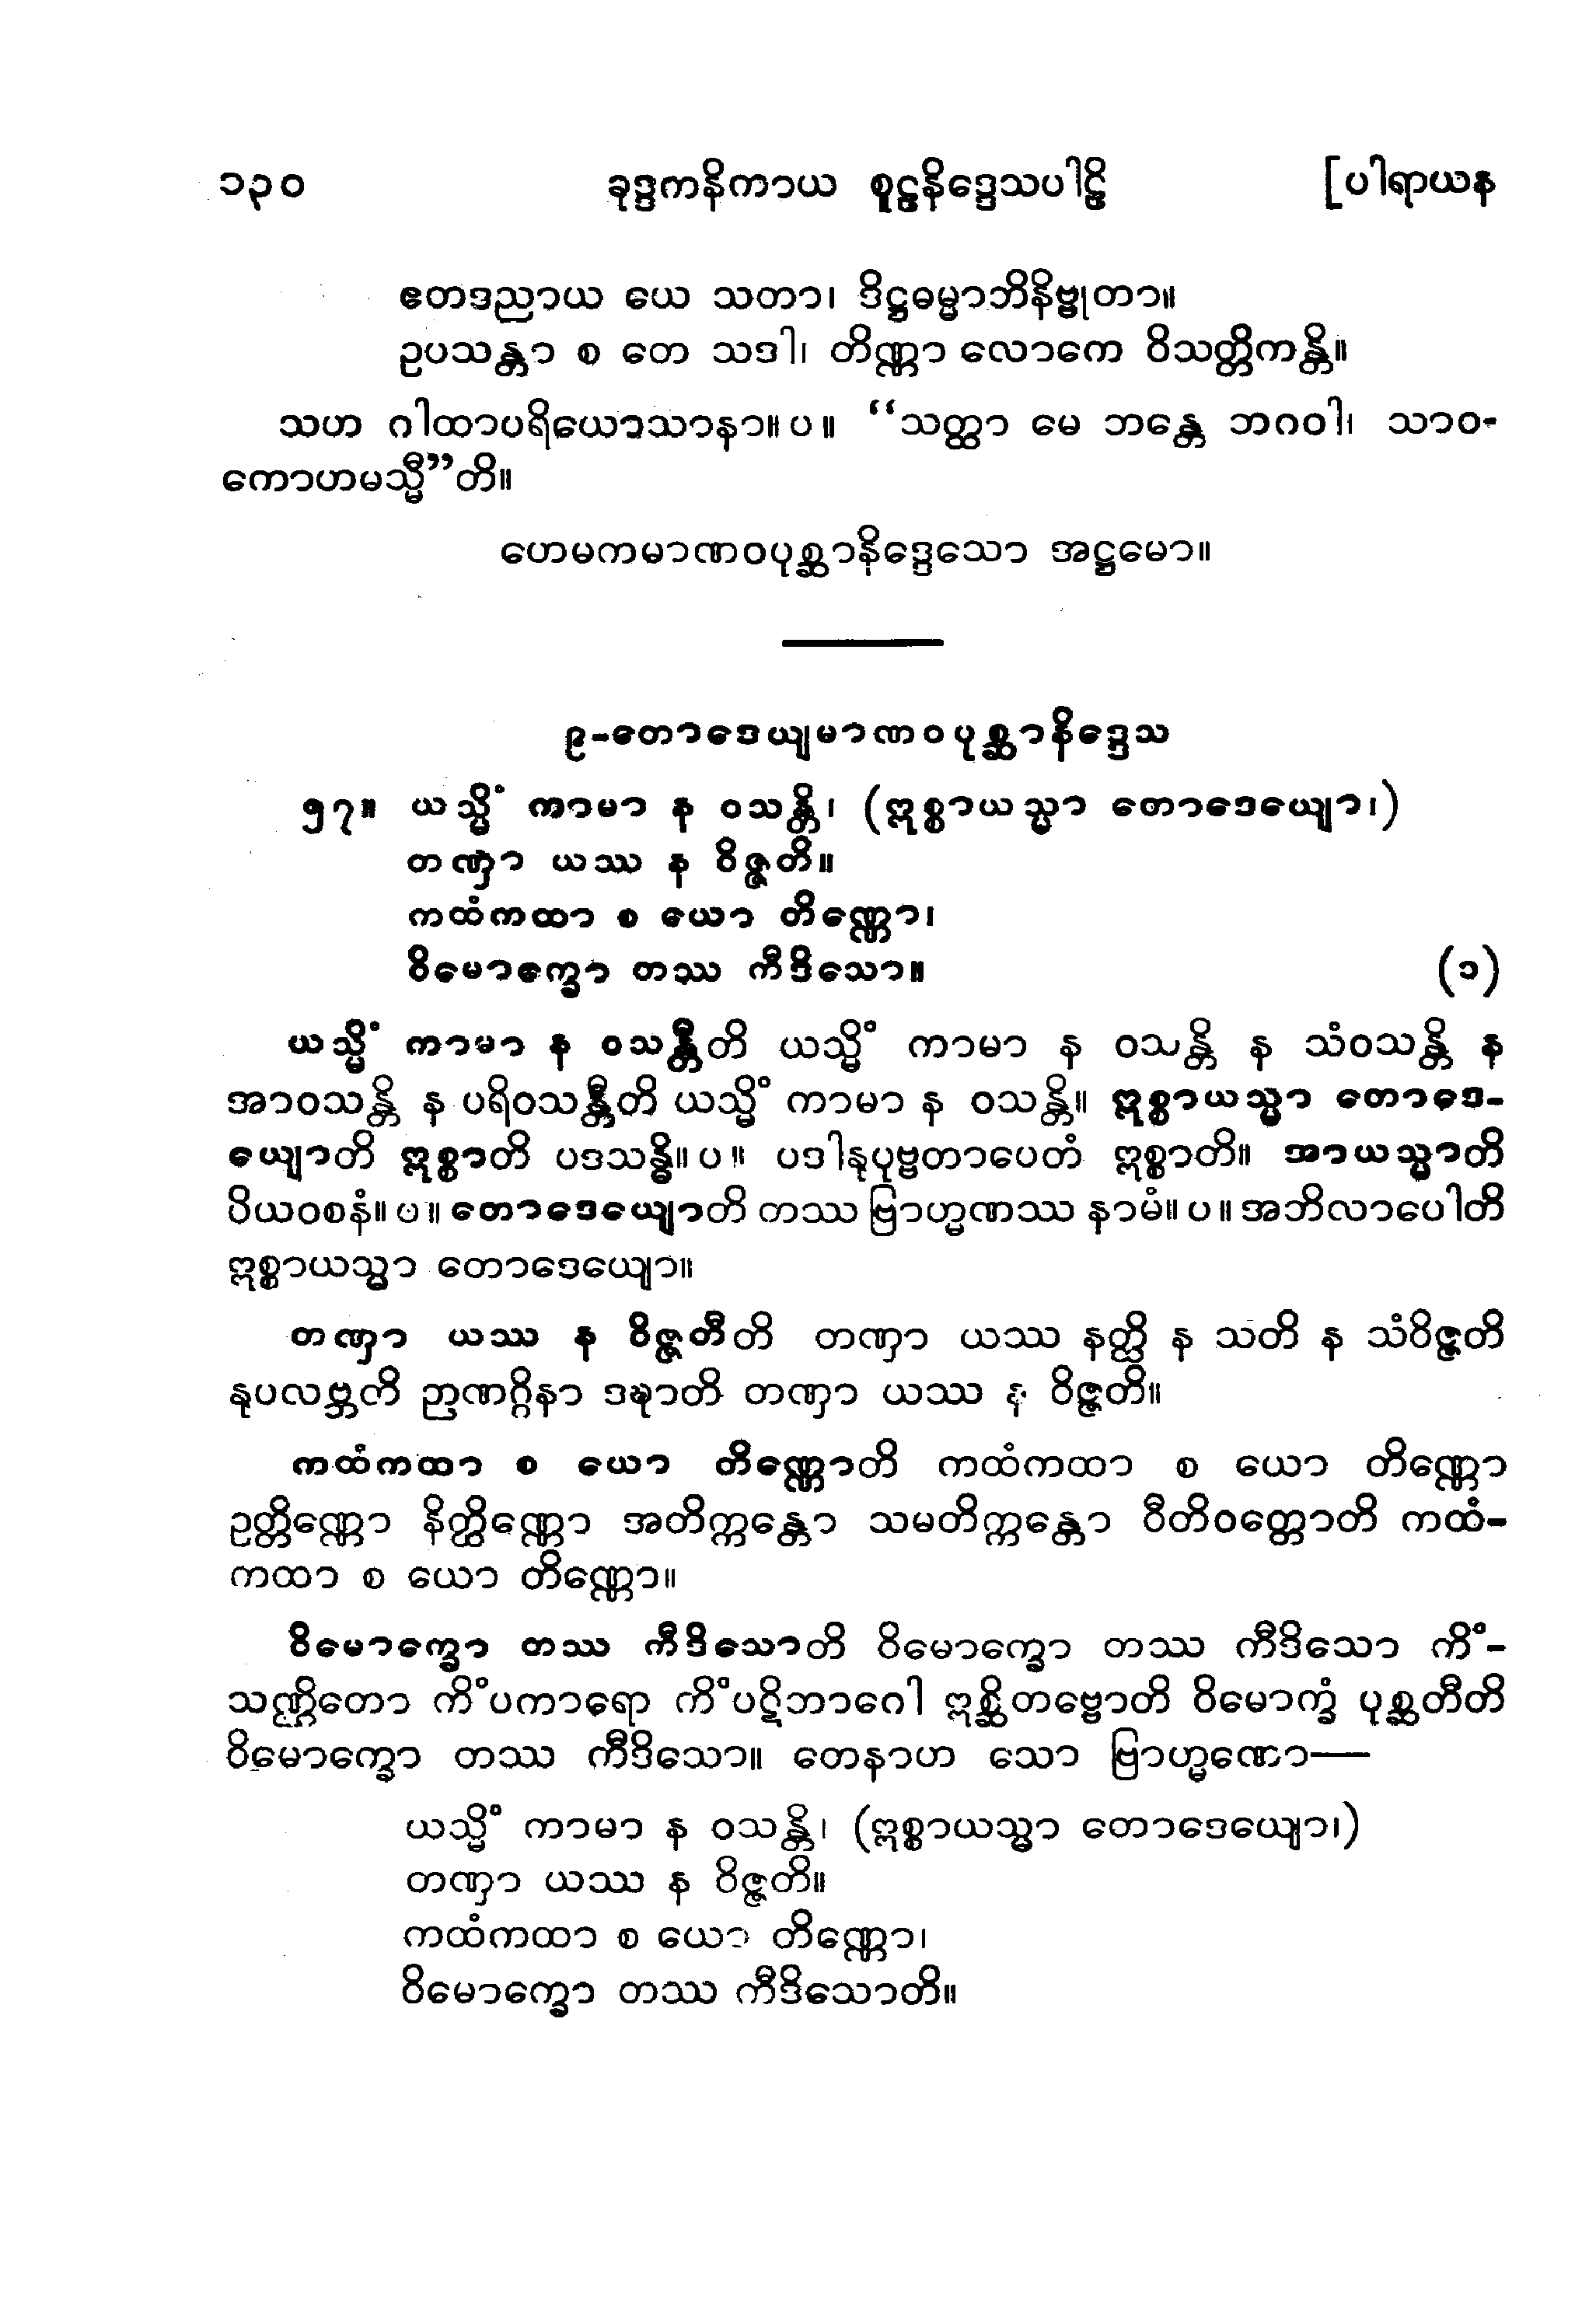 ၁၃၀ ခုဒ္ဒကနိကာယ စူဠနိဒ္ဒေသပါဠိ [ပါရာယန
ဧတဒညာယ ယေ သတာ၊ ဒိဋ္ဌဓမ္မာဘိနိဗ္ဗုတာ။
ဥပသန္တာ စ တေ သဒါ၊ တိဏ္ဏာ လောကေ ဝိသတ္တိကန္တိ။
သဟ ဂါထာပရိယောသာနာ။ ပ။ “သတ္ထာ မေ ဘန္တေ ဘဂဝါ၊ သာဝ-
ကောဟမသ္မီ”တိ။
ဟေမကမာဏဝပုစ္ဆာနိဒ္ဒေသော အဋ္ဌမော။
၉-တောဒေယျမာဏဝပုစ္ဆာနိဒ္ဒေသ
၅၇။ ယသ္မိံ ကာမာ န ဝသန္တိ၊ (ဣစ္စာယသ္မာ တောဒေယျော၊)
တဏှာ ယဿ န ဝိဇ္ဇတိ။
ကထံကထာ စ ယော တိဏ္ဏော၊
ဝိမောက္ခော တဿ ကီဒိသော။ (၁)
ယသ္မိံ ကာမာ န ဝသန္တီတိ ယသ္မိံ ကာမာ န ဝသန္တိ န သံဝသန္တိ န
အာဝသန္တိ န ပရိဝသန္တီတိ ယသ္မိံ ကာမာ န ဝသန္တိ။ ဣစ္စာယသ္မာ တောဒေ-
ယျောတိ ဣစ္စာတိ ပဒသန္ဓိ။ ပ။ ပဒါနုပုဗ္ဗတာပေတံ ဣစ္စာတိ။ အာယသ္မာတိ
ပိယဝစနံ။ ပ။ တောဒေယျောတိ တဿ ဗြာဟ္မဏဿ နာမံ။ ပ။ အဘိလာပေါတိ
ဣစ္စာယသ္မာ တောဒေယျော။
တဏှာ ယဿ န ဝိဇ္ဇတီတိ တဏှာ ယဿ နတ္ထိ န သတိ န သံဝိဇ္ဇတိ
နုပလဗ္ဘတိ ဉာဏဂ္ဂိနာ ဒဍ္ဎာတိ တဏှာ ယဿ န ဝိဇ္ဇတိ။
ကထံကထာ စ ယော တိဏ္ဏောတိ ကထံကထာ စ ယော တိဏ္ဏော
ဥတ္တိဏ္ဏော နိတ္ထိဏ္ဏော အတိက္ကန္တော သမတိက္ကန္တော ဝီတိဝတ္တောတိ ကထံ-
ကထာ စ ယော တိဏ္ဏော။
ဝိမောက္ခော တဿ ကီဒိသောတိ ဝိမောက္ခော တဿ ကီဒိသော ကိံ-
သဏ္ဌိတော ကိံပကာရော ကိံပဋိဘာဂေါ ဣစ္ဆိတဗ္ဗောတိ ဝိမောက္ခံ ပုစ္ဆတီတိ
ဝိမောက္ခော တဿ ကီဒိသော။ တေနာဟ သော ဗြာဟ္မဏော—
ယသ္မိံ ကာမာ န ဝသန္တိ၊ (ဣစ္စာယသ္မာ တောဒေယျော၊)
တဏှာ ယဿ န ဝိဇ္ဇတိ။
ကထံကထာ စ ယော တိဏ္ဏော၊
ဝိမောက္ခော တဿ ကီဒိသောတိ။